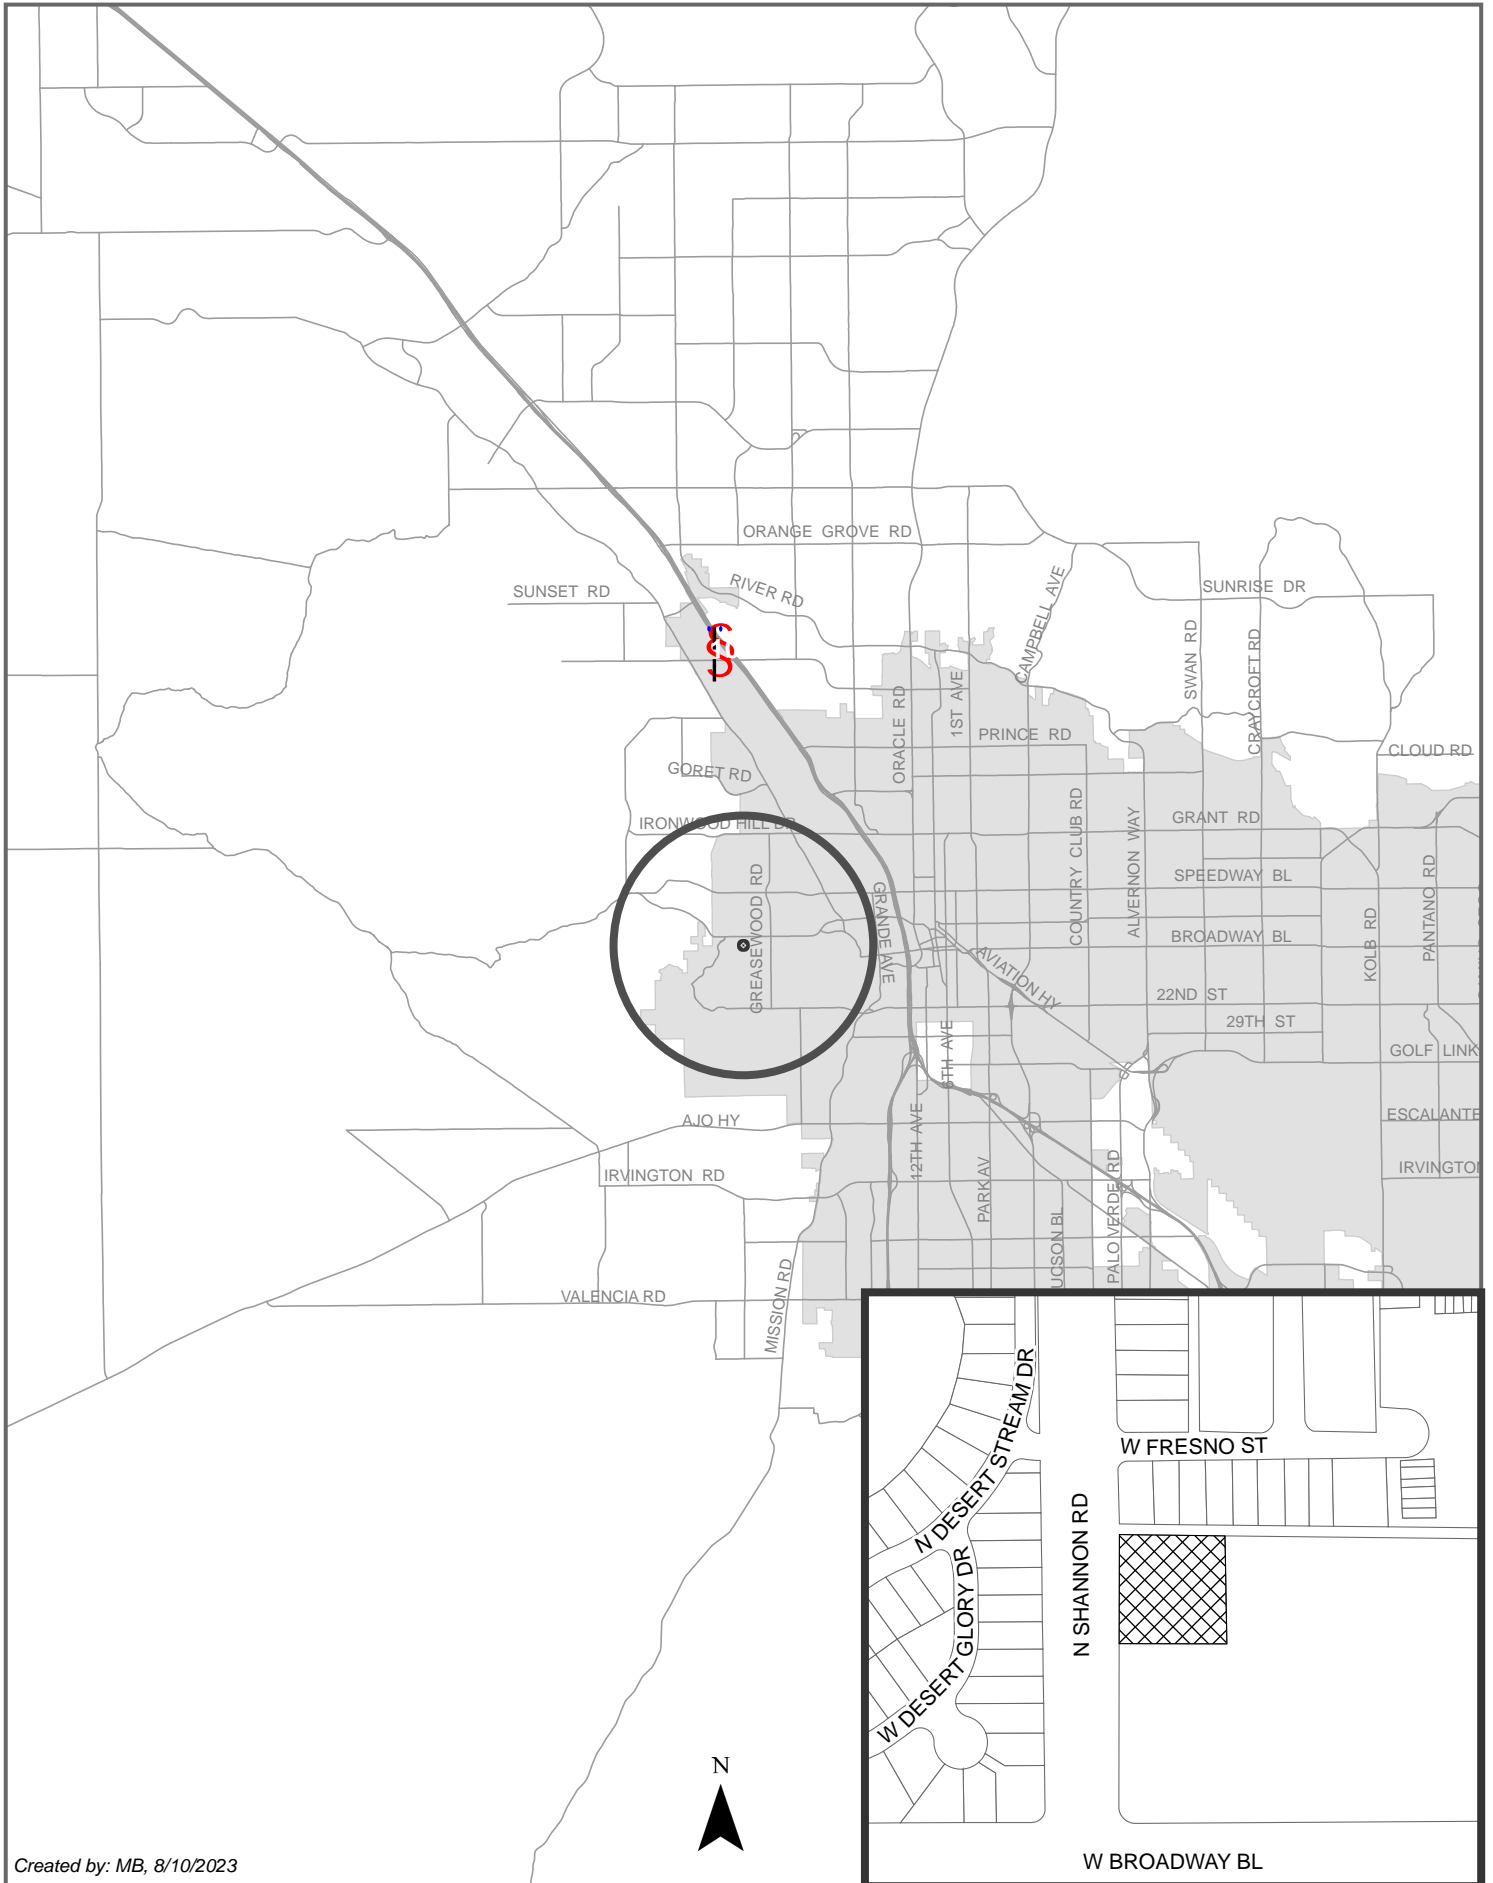 ORANGE GROVE RD
SUNSET RD
RIVER RD
SUNRISE DR
CAMPBELL AVE
SWAN RD
CRAYCROFT RD
1ST AVE
ORACLE RD
PRINCE RD
CLOUD RD
GORET RD
IRONWOOD HILL DR
COUNTRY CLUB RD
ALVERNON WAY
GRANT RD
SPEEDWAY BL
PANTANO RD
GREASEWOOD RD
GRANDE AVE
KOLB RD
BROADWAY BL
AVIATION HY
22ND ST
29TH ST
6TH AVE
GOLF LINK
AJO HY
12TH AVE
ESCALANTE
IRVINGTON RD
PARK AV
PALO VERDE RD
IRVINGTO
UCSON BL
MISSION RD
VALENCIA RD
N DESERT STREAM DR
W FRESNO ST
N SHANNON RD
W DESERT GLORY DR
N
W BROADWAY BL
Created by: MB, 8/10/2023